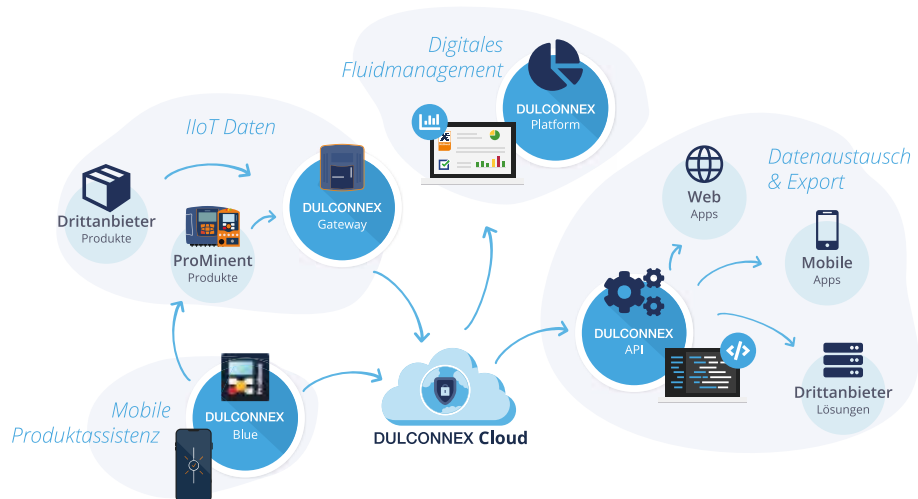 Digitales
Fluidmanagement
DULCONNEX
Platform
IIoT Daten
Drittanbieter
Produkte
ProMinent
Produkte
DULCONNEX
Gateway
Datenaustausch
& Export
Web
Apps
Mobile
Apps
DULCONNEX
API
</>
Drittanbieter
Lösungen
Mobile
Produktassistenz
DULCONNEX
Blue
DULCONNEX Cloud